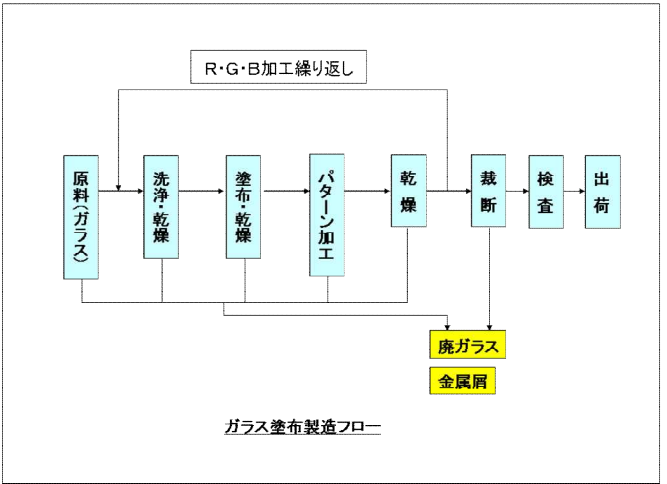 R・G・B加工繰り返し
原料(ガラス)
洗浄・乾燥
塗布・乾燥
パターン加工
乾燥
裁断
検査
出荷
廃ガラス
金属屑
ガラス塗布製造フロー